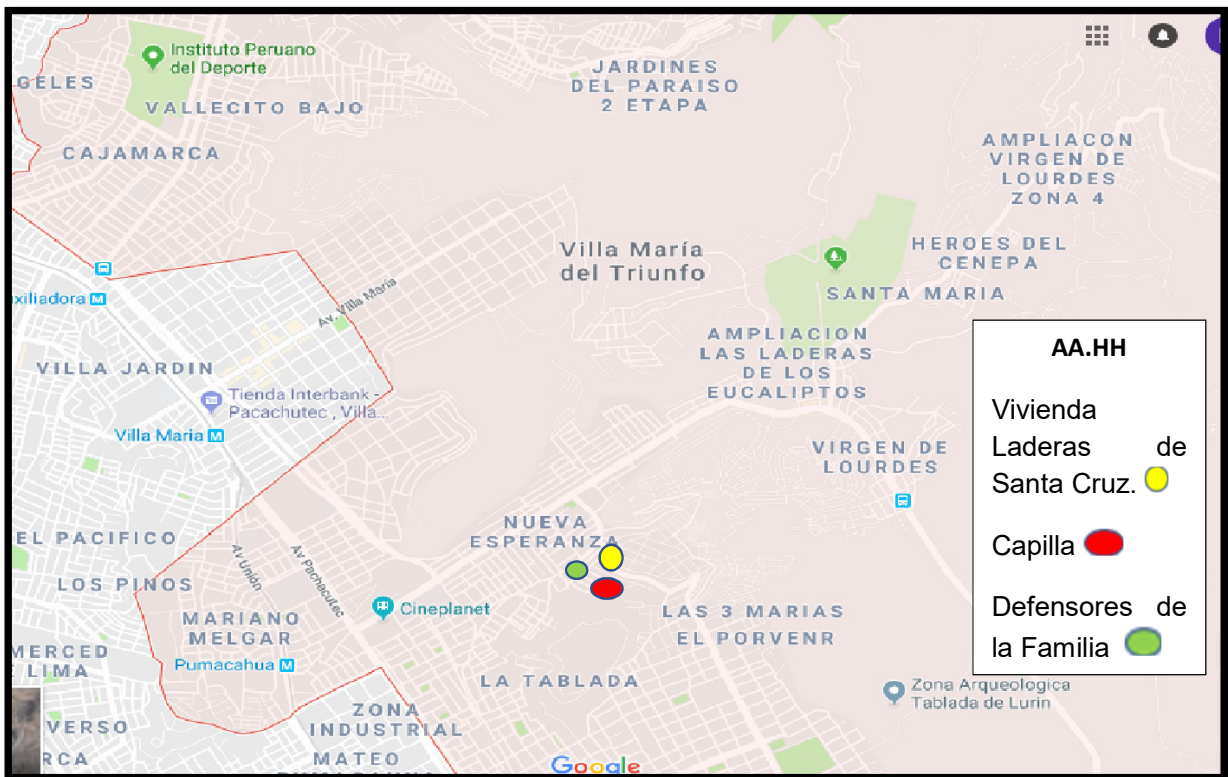 Instituto Peruano
del Deporte
GELES
VALLECITO BAJO
CAJAMARCA
JARDINES
DEL PARAISO
2 ETAPA
AMPLIACON
VIRGEN DE
LOURDES
ZONA 4
Villa María
del Triunfo
HEROES DEL
CENEPA
SANTA MARIA
xiliadora M
Av. Villa María
VILLA JARDIN
Tienda Interbank -
Pacachutec , Villa...
Villa Maria M
AMPLIACION
LAS LADERAS
DE LOS
EUCALIPTOS
VIRGEN DE
LOURDES
NUEVA
ESPERANZA
EL PACIFICO
LOS PINOS
Av Unión
Av Pachacutec
Cineplanet
MARIANO
MELGAR
Pumacahua M
LAS 3 MARIAS
EL PORVENR
MERCED
LIMA
LA TABLADA
Zona Arqueologica
Tablada de Lurin
VERSO
RCA
ZONA
INDUSTRIAL
MATEO
Google
AA.HH
Vivienda
Laderas de
Santa Cruz.
Capilla
Defensores de
la Familia